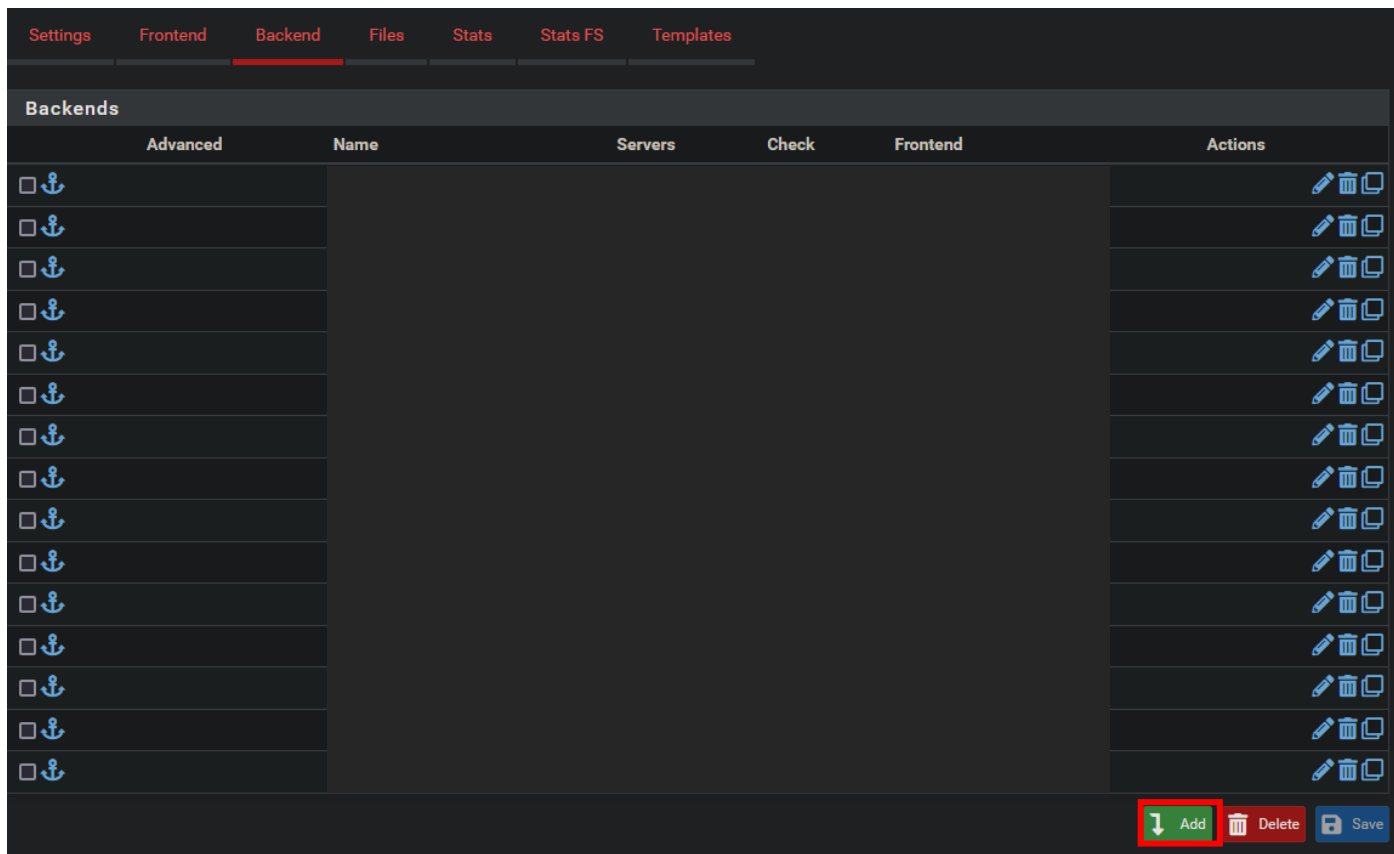 Settings Frontend Backend Files Stats Stats FS Templates
Backends
Advanced Name Servers Check Frontend Actions
Add Delete Save